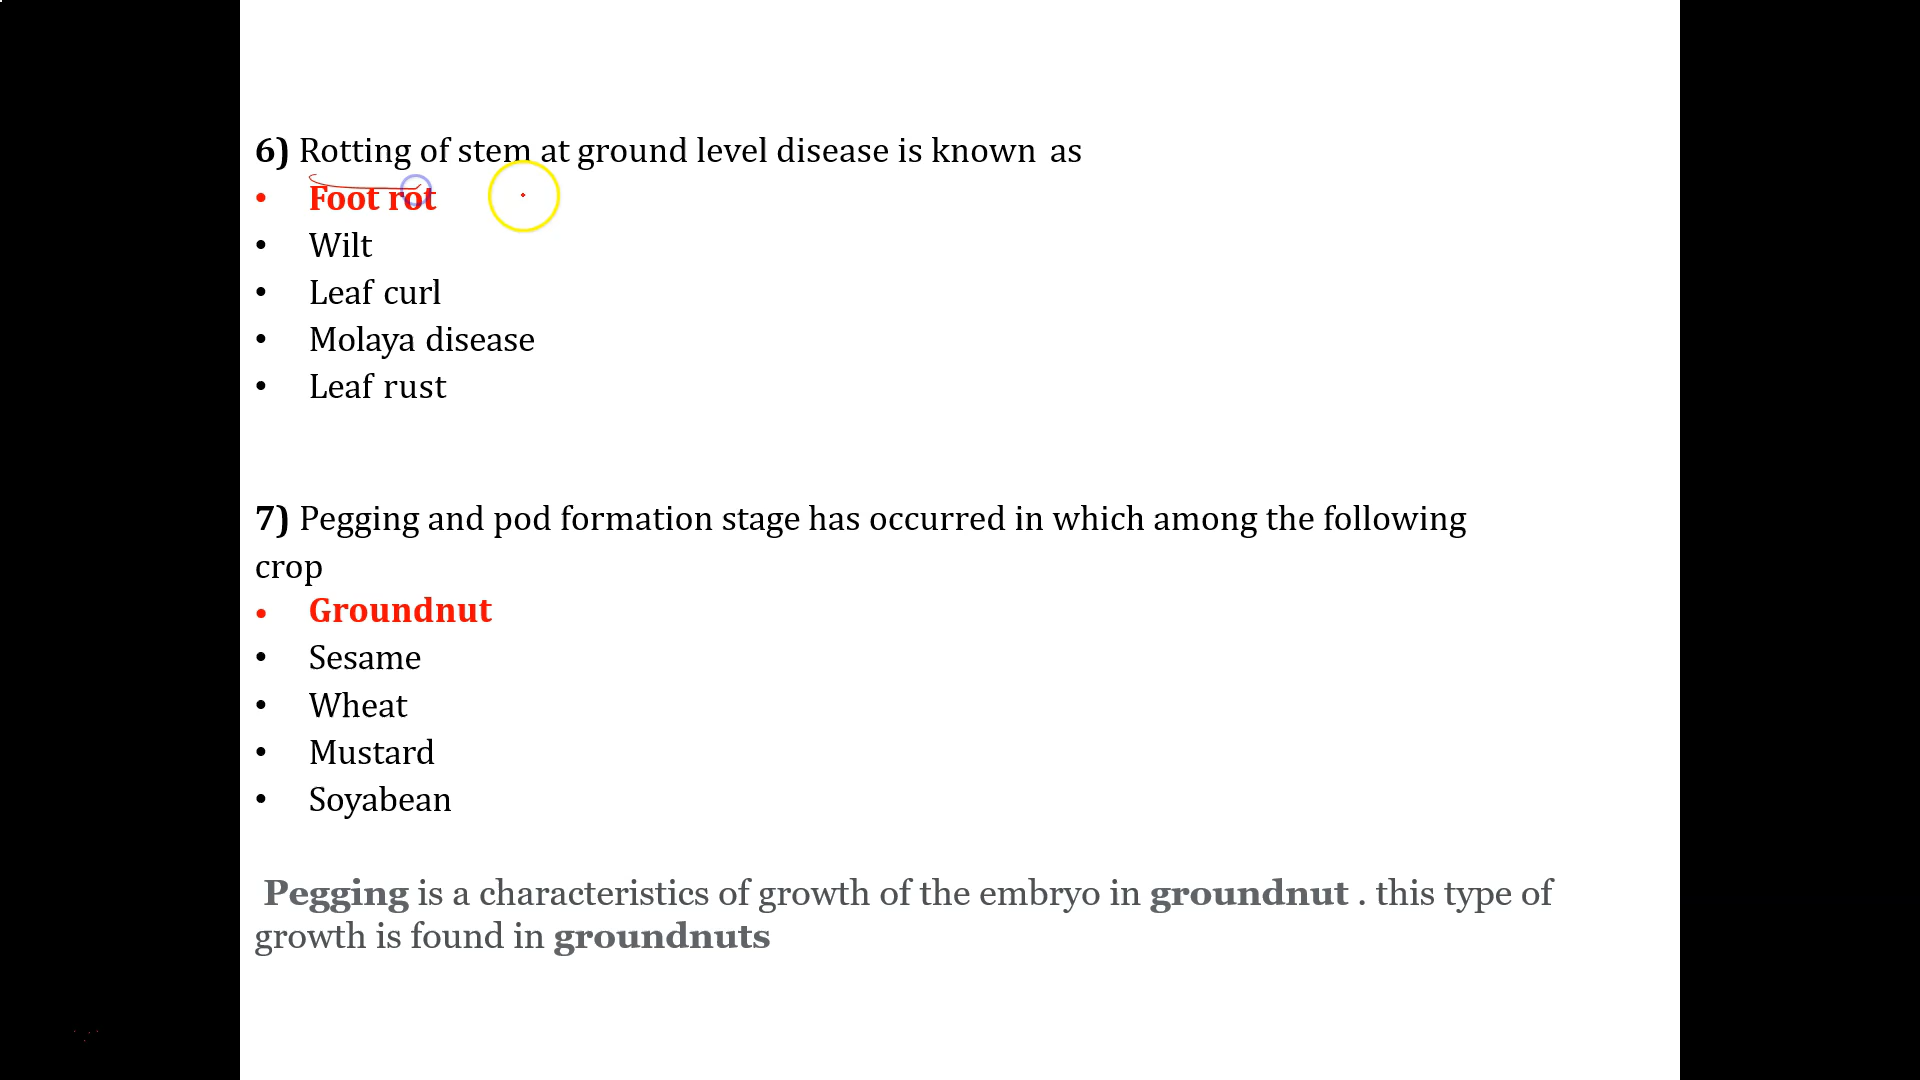 6) Rotting of stem at ground level disease is known as
• Foot rot
• Wilt
• Leaf curl
• Molaya disease
• Leaf rust
7) Pegging and pod formation stage has occurred in which among the following
crop
• Groundnut
• Sesame
• Wheat
• Mustard
• Soyabean
Pegging is a characteristics of growth of the embryo in groundnut . this type of
growth is found in groundnuts